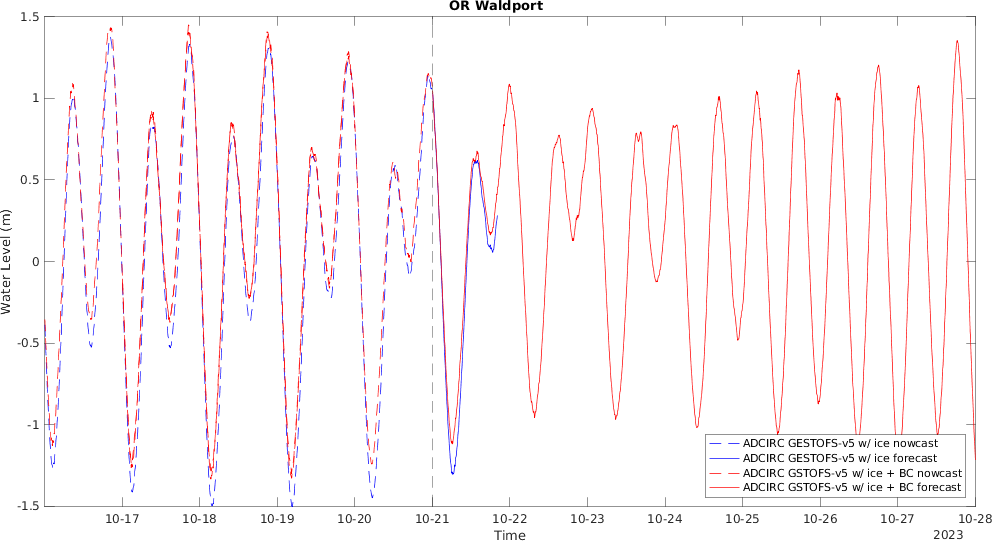 OR Waldport
1.5
1
0.5
0
-0.5
-1
-1.5
Water Level (m)
10-17 10-18 10-19 10-20 10-21 10-22 10-23 10-24 10-25 10-26 10-27 10-28
2023
Time
ADCIRC GESTOFS-v5 w/ ice nowcast
ADCIRC GESTOFS-v5 w/ ice forecast
ADCIRC GSTOFS-v5 w/ ice + BC nowcast
ADCIRC GSTOFS-v5 w/ ice + BC forecast